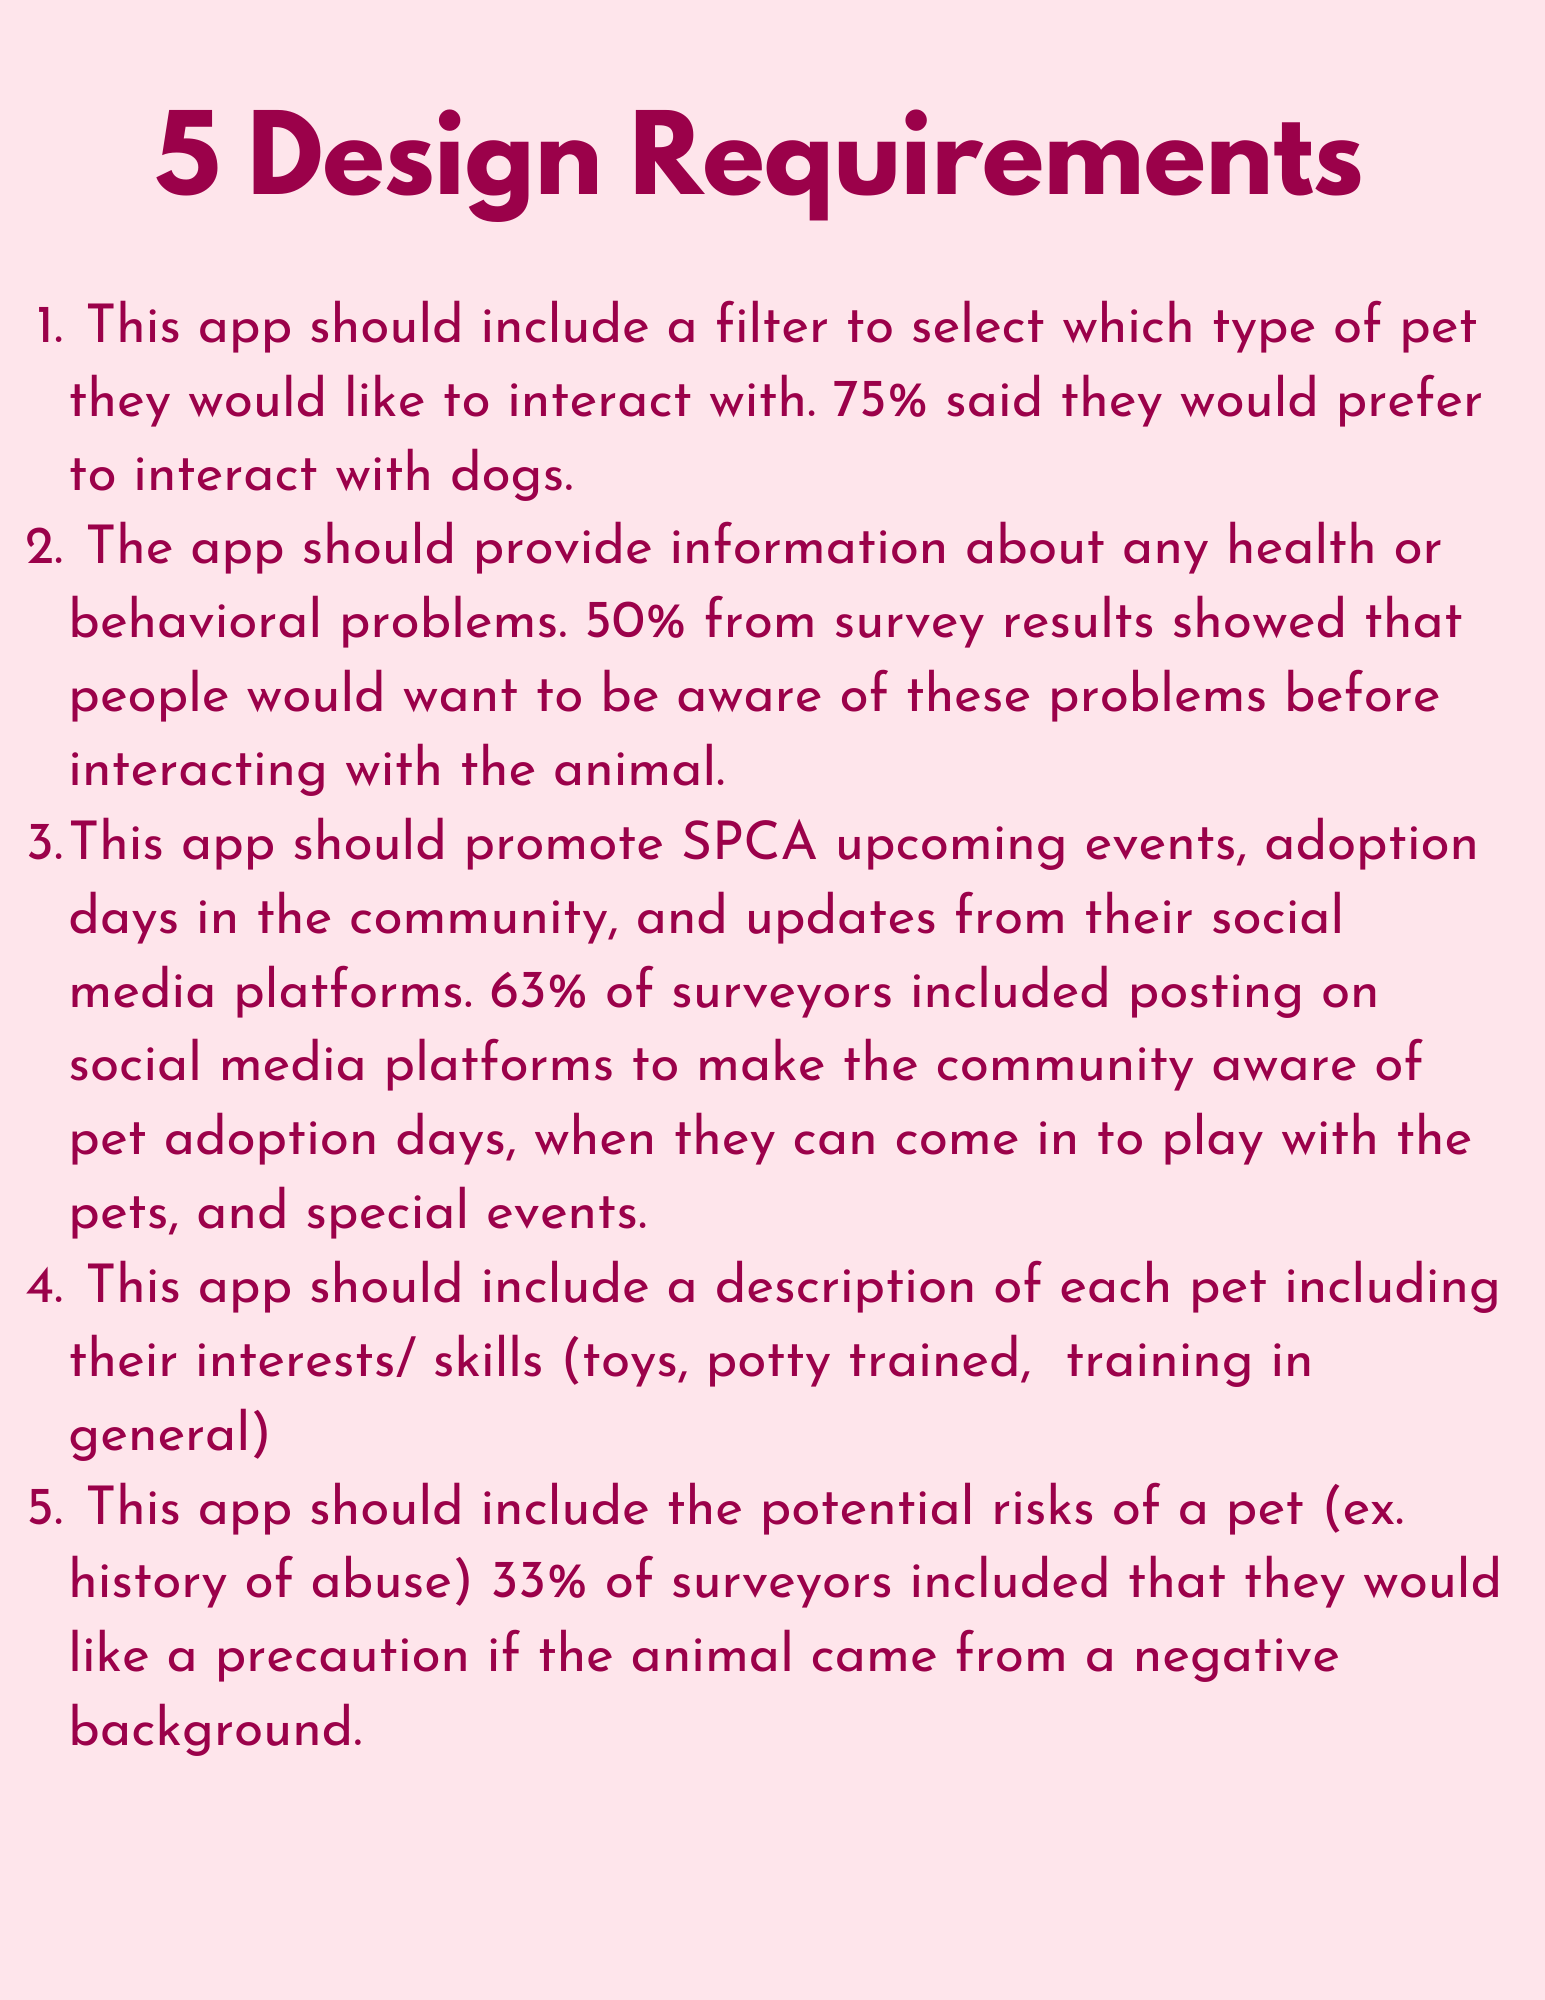 5 Design Requirements
1. This app should include a filter to select which type of pet
they would like to interact with. 75% said they would prefer
to interact with dogs.
2. The app should provide information about any health or
behavioral problems. 50% from survey results showed that
people would want to be aware of these problems before
interacting with the animal.
3. This app should promote SPCA upcoming events, adoption
days in the community, and updates from their social
media platforms. 63% of surveyors included posting on
social media platforms to make the community aware of
pet adoption days, when they can come in to play with the
pets, and special events.
4. This app should include a description of each pet including
their interests/ skills (toys, potty trained,  training in
general)
5. This app should include the potential risks of a pet (ex.
history of abuse) 33% of surveyors included that they would
like a precaution if the animal came from a negative
background.